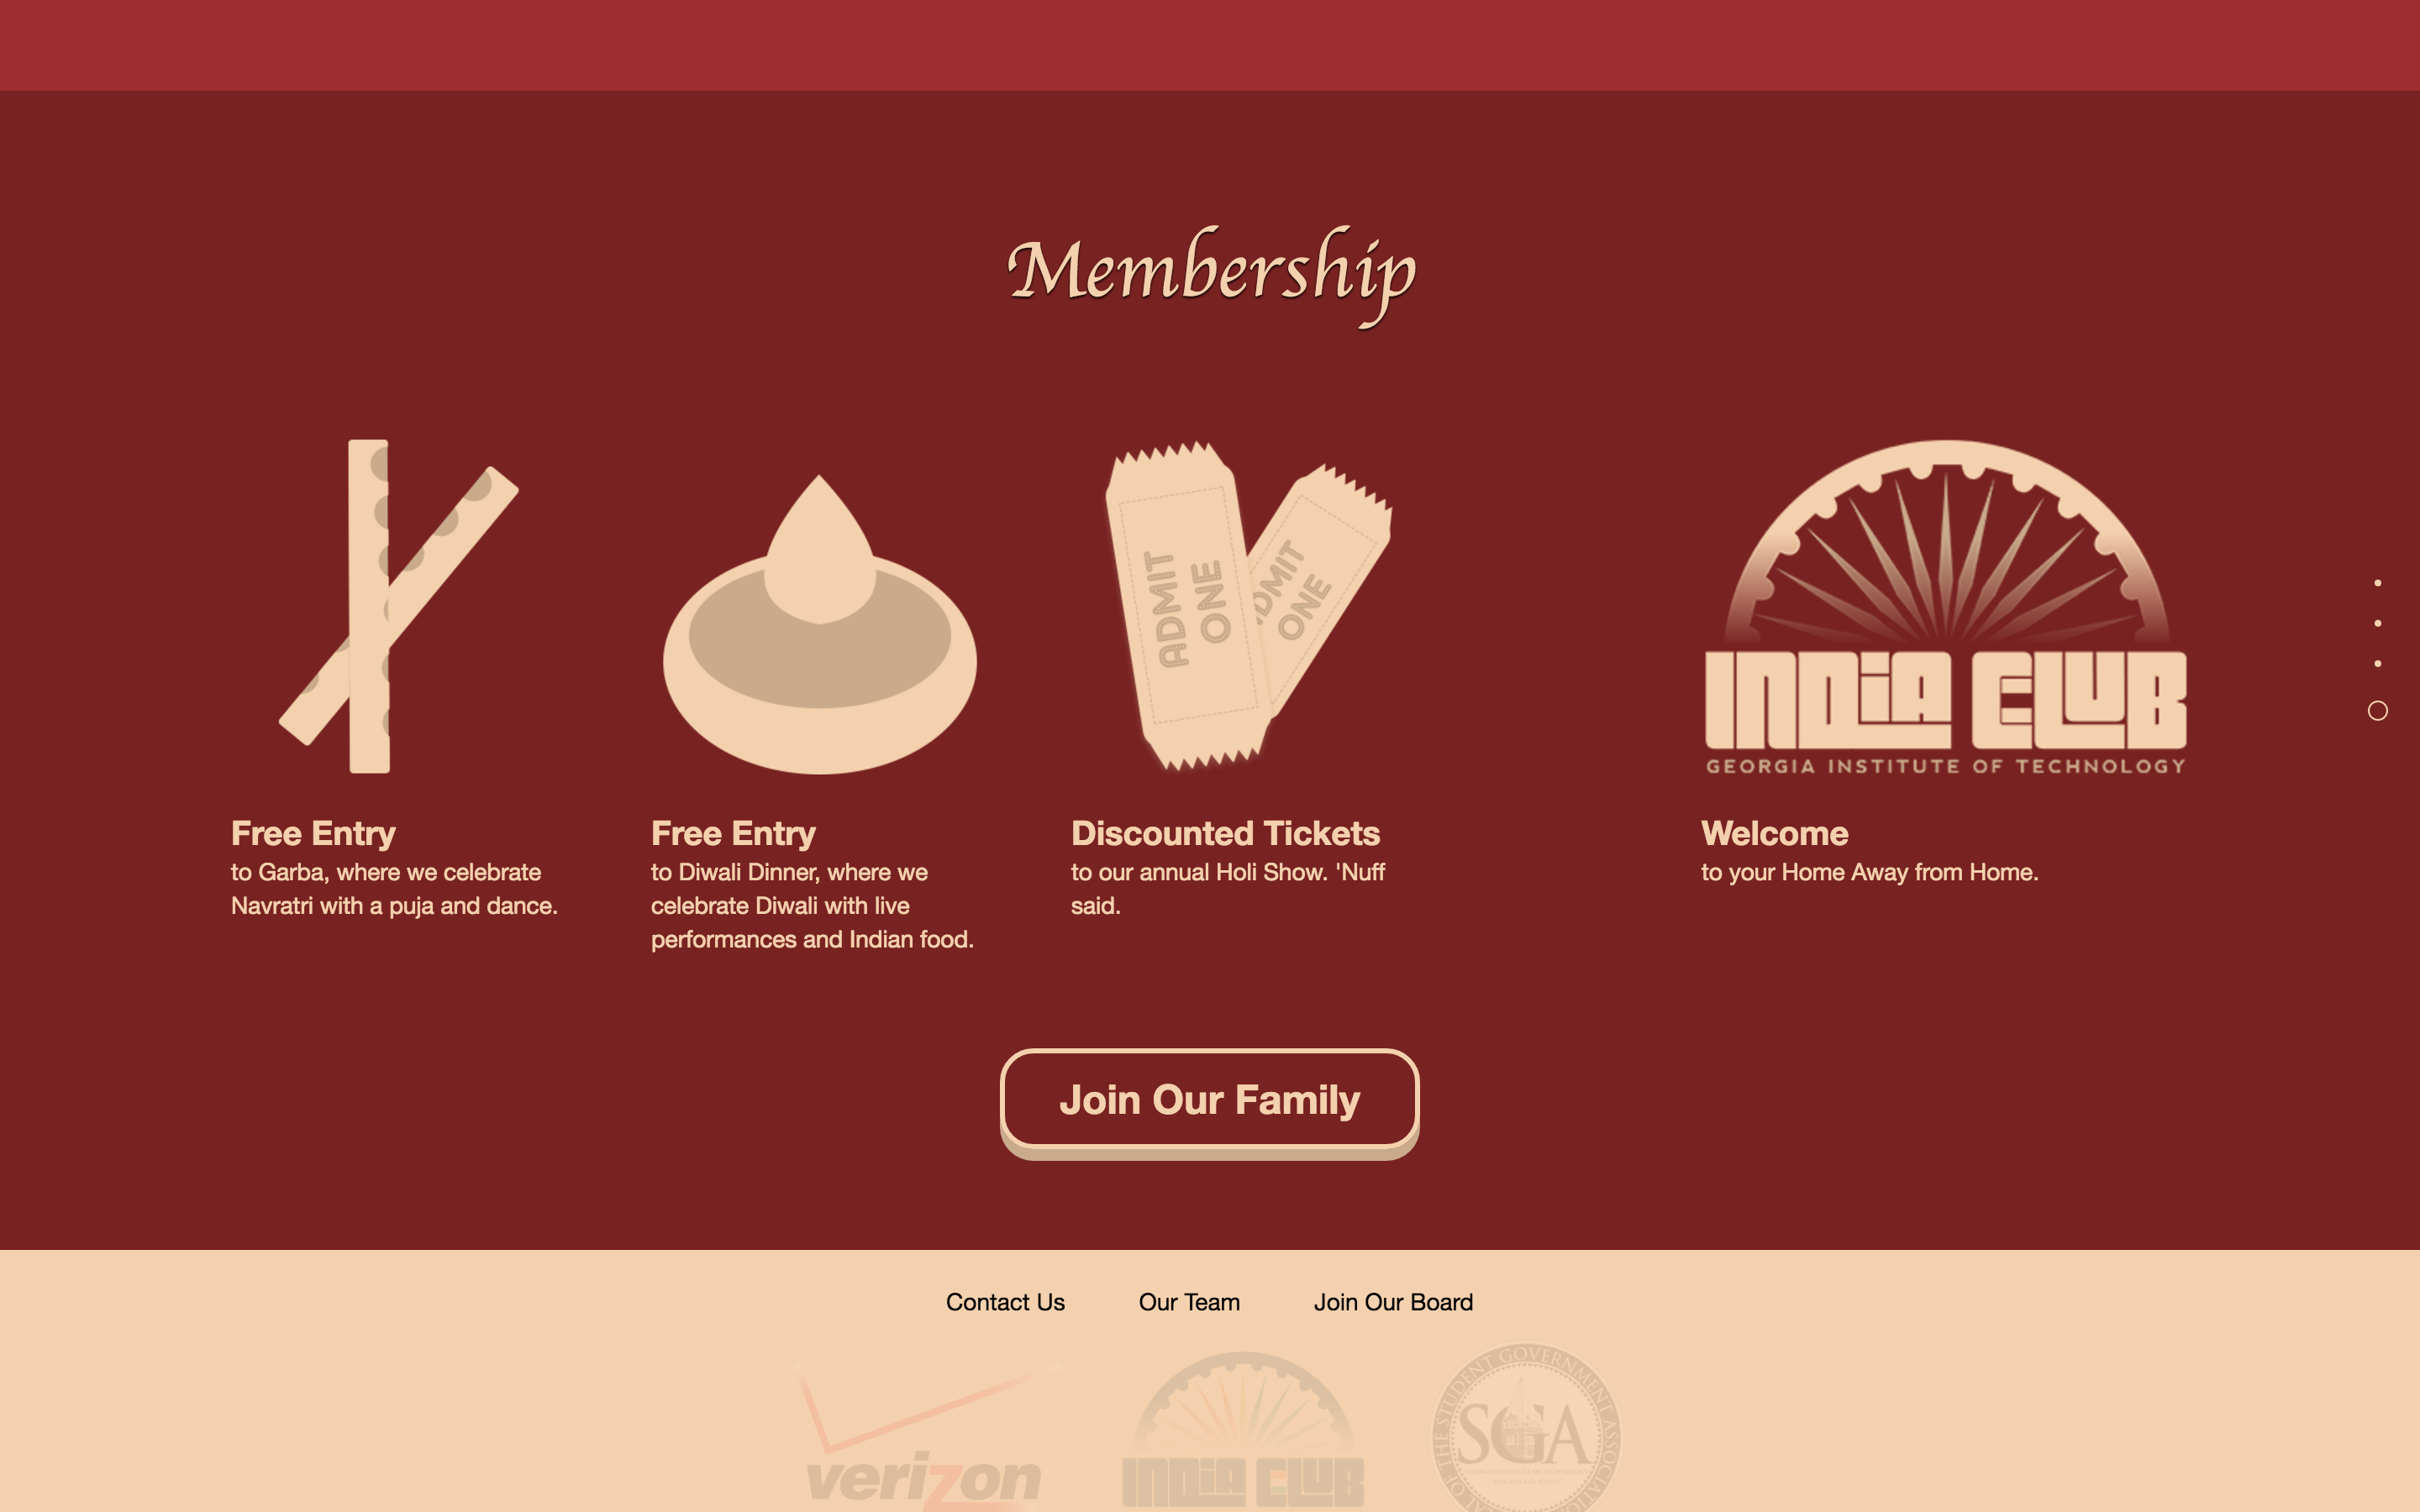 Membership
ADMIT
ONE
ADMIT
ONE
INDIA CLUB
GEORGIA INSTITUTE OF TECHNOLOGY
Free Entry
to Garba, where we celebrate
Navratri with a puja and dance.
Free Entry
to Diwali Dinner, where we
celebrate Diwali with live
performances and Indian food.
Discounted Tickets
to our annual Holi Show. 'Nuff
said.
Welcome
to your Home Away from Home.
Join Our Family
Contact Us
Our Team
Join Our Board
verizon
INDIA CLUB
THE STUDENT GOVERNMENT
SGA